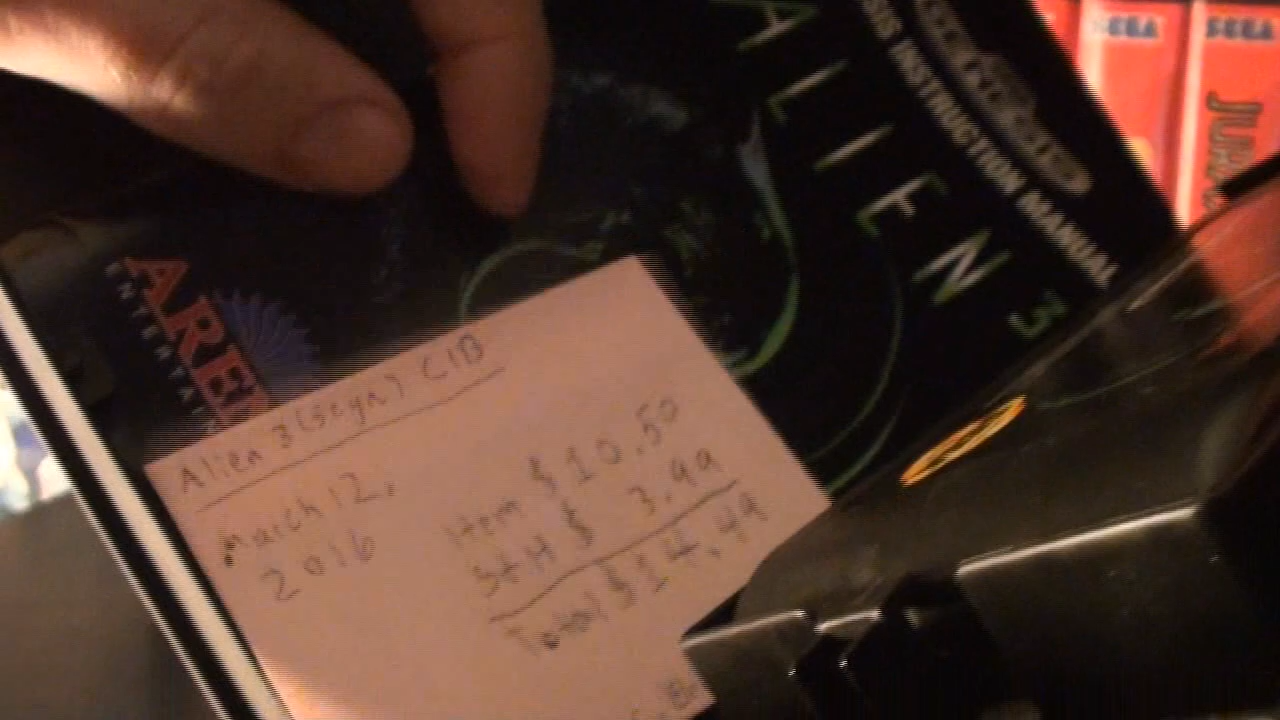 SEGA
SEGA
ALIEN 3
INSTRUCTION MANUAL
Alien 3 (Sega) CIB
March 12,
2016
Item $10.50
S+H $ 3.99
Total $14.49